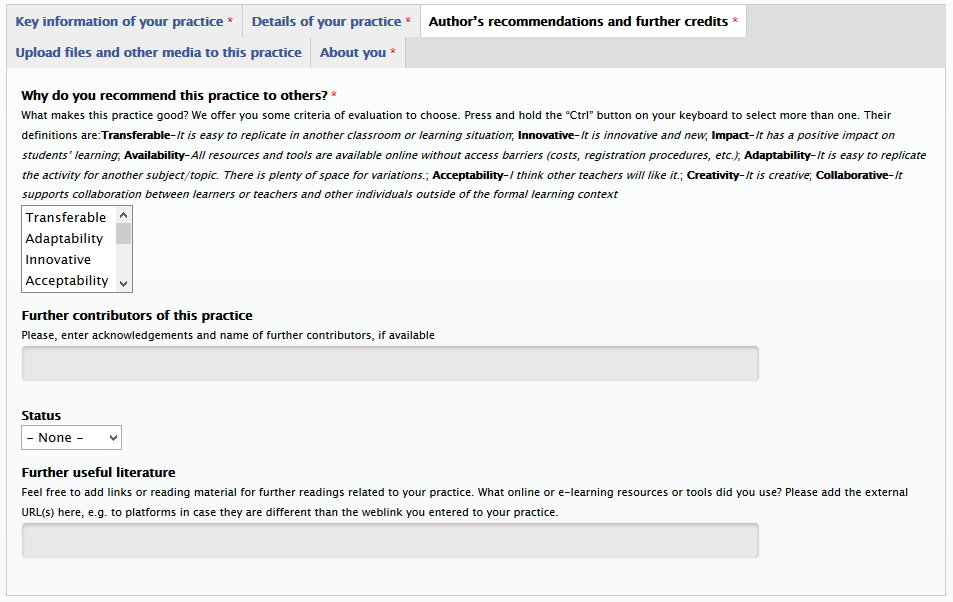 Key information of your practice * Details of your practice * Author's recommendations and further credits *
Upload files and other media to this practice About you *
Why do you recommend this practice to others? *
What makes this practice good? We offer you some criteria of evaluation to choose. Press and hold the “Ctrl” button on your keyboard to select more than one. Their
definitions are:Transferable-It is easy to replicate in another classroom or learning situation; Innovative-It is innovative and new; Impact-It has a positive impact on
students' learning; Availability-All resources and tools are available online without access barriers (costs, registration procedures, etc.); Adaptability-It is easy to replicate
the activity for another subject/topic. There is plenty of space for variations.; Acceptability-I think other teachers will like it.; Creativity-It is creative; Collaborative-It
supports collaboration between learners or teachers and other individuals outside of the formal learning context
Transferable
Adaptability
Innovative
Acceptability
Further contributors of this practice
Please, enter acknowledgements and name of further contributors, if available
Status
- None -
Further useful literature
Feel free to add links or reading material for further readings related to your practice. What online or e-learning resources or tools did you use? Please add the external
URL(s) here, e.g. to platforms in case they are different than the weblink you entered to your practice.